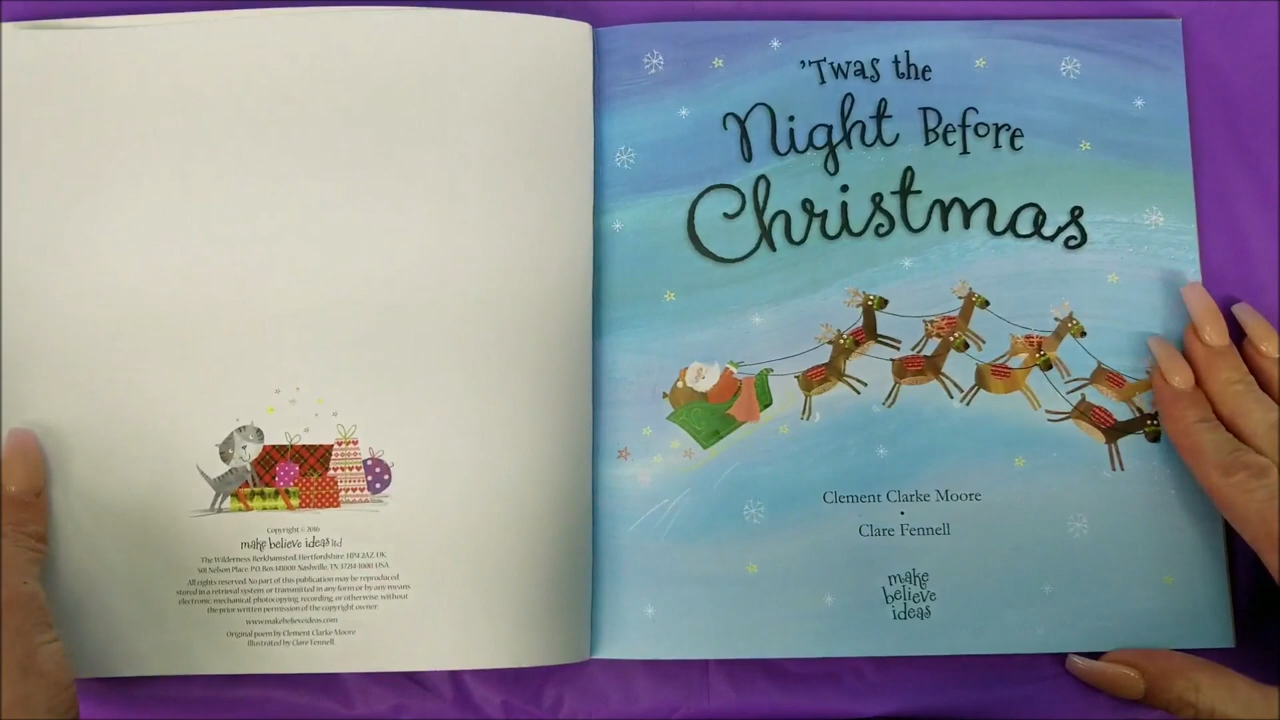 Copyright © 2016
make believe ideas ltd
The Wilderness, Berkhamsted, Hertfordshire, HP4 2AZ, UK.
501 Nelson Place, P.O. Box 141000, Nashville, TN 37214-1000, USA.
All rights reserved. No part of this publication may be reproduced,
stored in a retrieval system, or transmitted in any form or by any means,
electronic, mechanical, photocopying, recording, or otherwise, without
the prior written permission of the copyright owner.
www.makebelieveideas.com
Original poem by Clement Clarke Moore.
Illustrated by Clare Fennell.
'Twas the
Night Before
Christmas
Clement Clarke Moore
•
Clare Fennell
make
believe
ideas